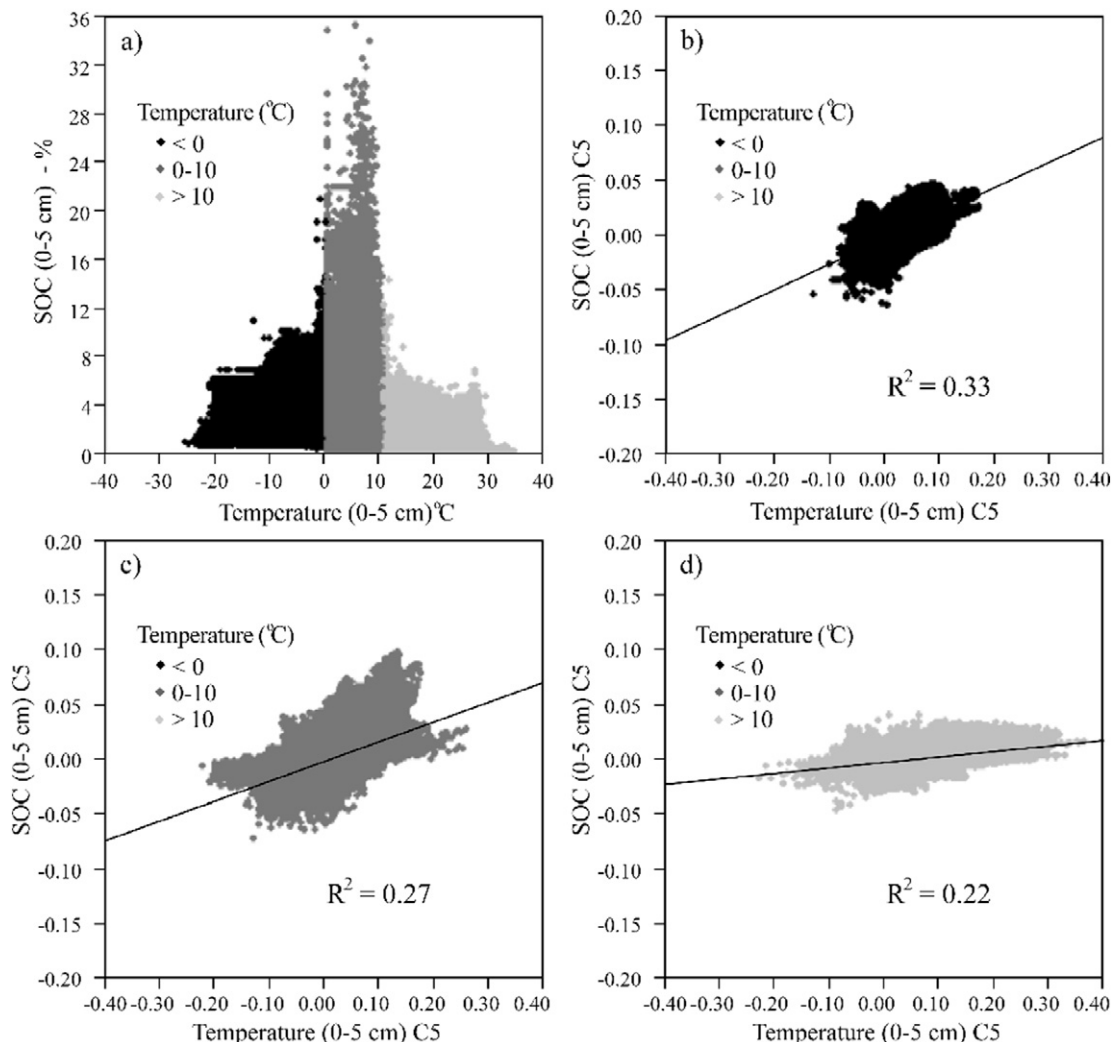 a)
Temperature (°C)
< 0
0-10
> 10
SOC (0-5 cm) - %
36
32
28
24
20
16
12
8
4
0
-40 -30 -20 -10 0 10 20 30 40
Temperature (0-5 cm)°C
b)
Temperature (°C)
< 0
0-10
> 10
R² = 0.33
SOC (0-5 cm) C5
0.20
0.15
0.10
0.05
0.00
-0.05
-0.10
-0.15
-0.20
-0.40 -0.30 -0.20 -0.10 0.00 0.10 0.20 0.30 0.40
Temperature (0-5 cm) C5
c)
Temperature (°C)
< 0
0-10
> 10
R² = 0.27
SOC (0-5 cm) C5
0.20
0.15
0.10
0.05
0.00
-0.05
-0.10
-0.15
-0.20
-0.40 -0.30 -0.20 -0.10 0.00 0.10 0.20 0.30 0.40
Temperature (0-5 cm) C5
d)
Temperature (°C)
< 0
0-10
> 10
R² = 0.22
SOC (0-5 cm) C5
0.20
0.15
0.10
0.05
0.00
-0.05
-0.10
-0.15
-0.20
-0.40 -0.30 -0.20 -0.10 0.00 0.10 0.20 0.30 0.40
Temperature (0-5 cm) C5